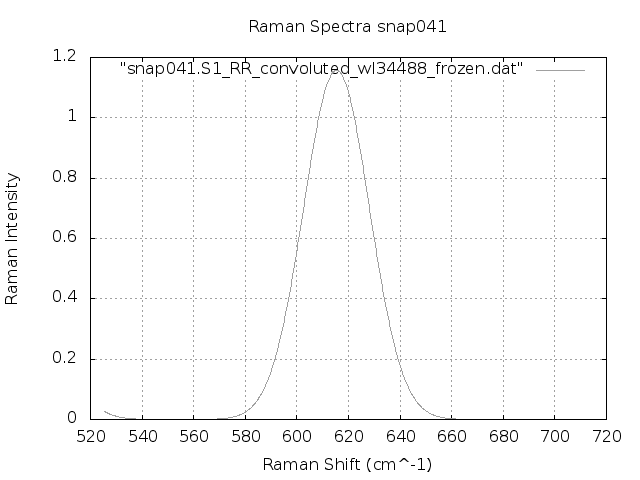 Raman Spectra snap041
"snap041.S1_RR_convoluted_wl34488_frozen.dat"
Raman Intensity
1.2
1
0.8
0.6
0.4
0.2
0
520 540 560 580 600 620 640 660 680 700 720
Raman Shift (cm^-1)